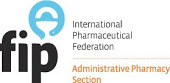 fip
International
Pharmaceutical
Federation
Administrative Pharmacy
Section